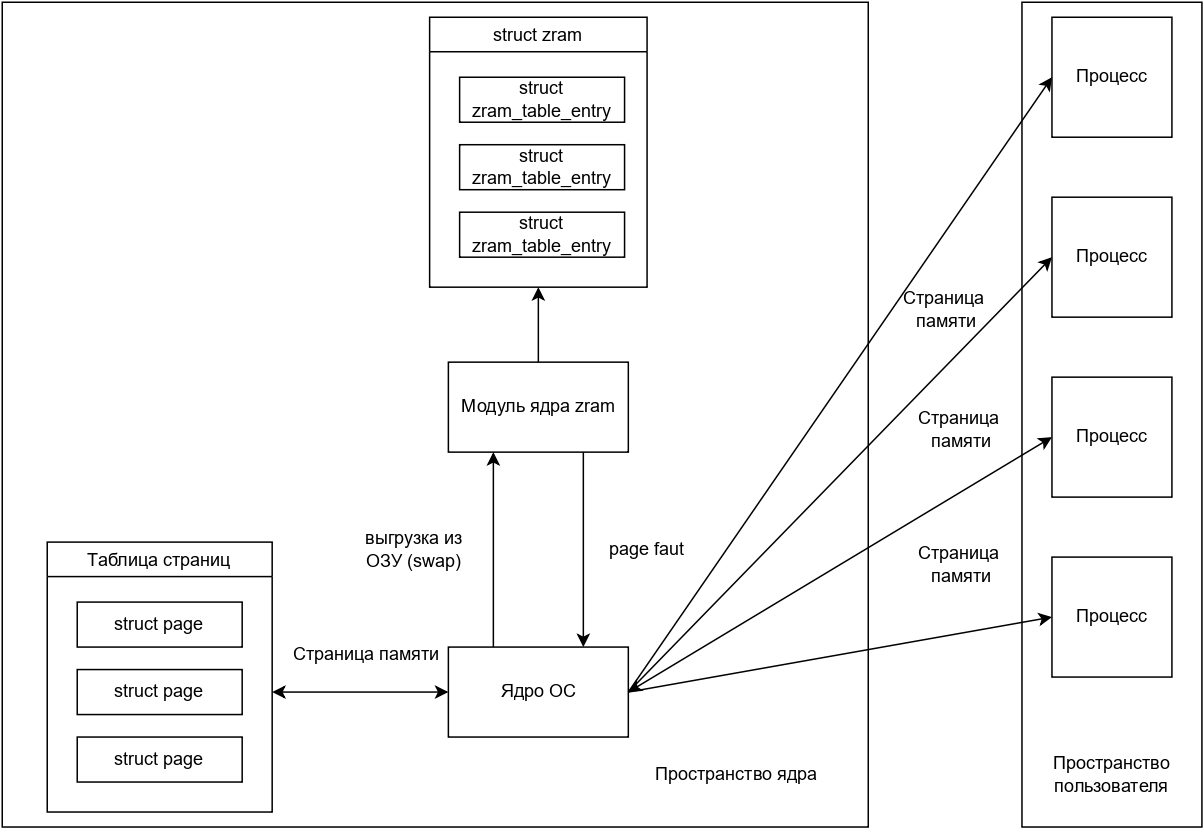 struct zram
struct
zram_table_entry
struct
zram_table_entry
struct
zram_table_entry
Модуль ядра zram
выгрузка из
ОЗУ (swap)
page faut
Таблица страниц
struct page
struct page
struct page
Страница памяти
Ядро ОС
Пространство ядра
Страница
памяти
Страница
памяти
Страница
памяти
Процесс
Процесс
Процесс
Процесс
Пространство
пользователя